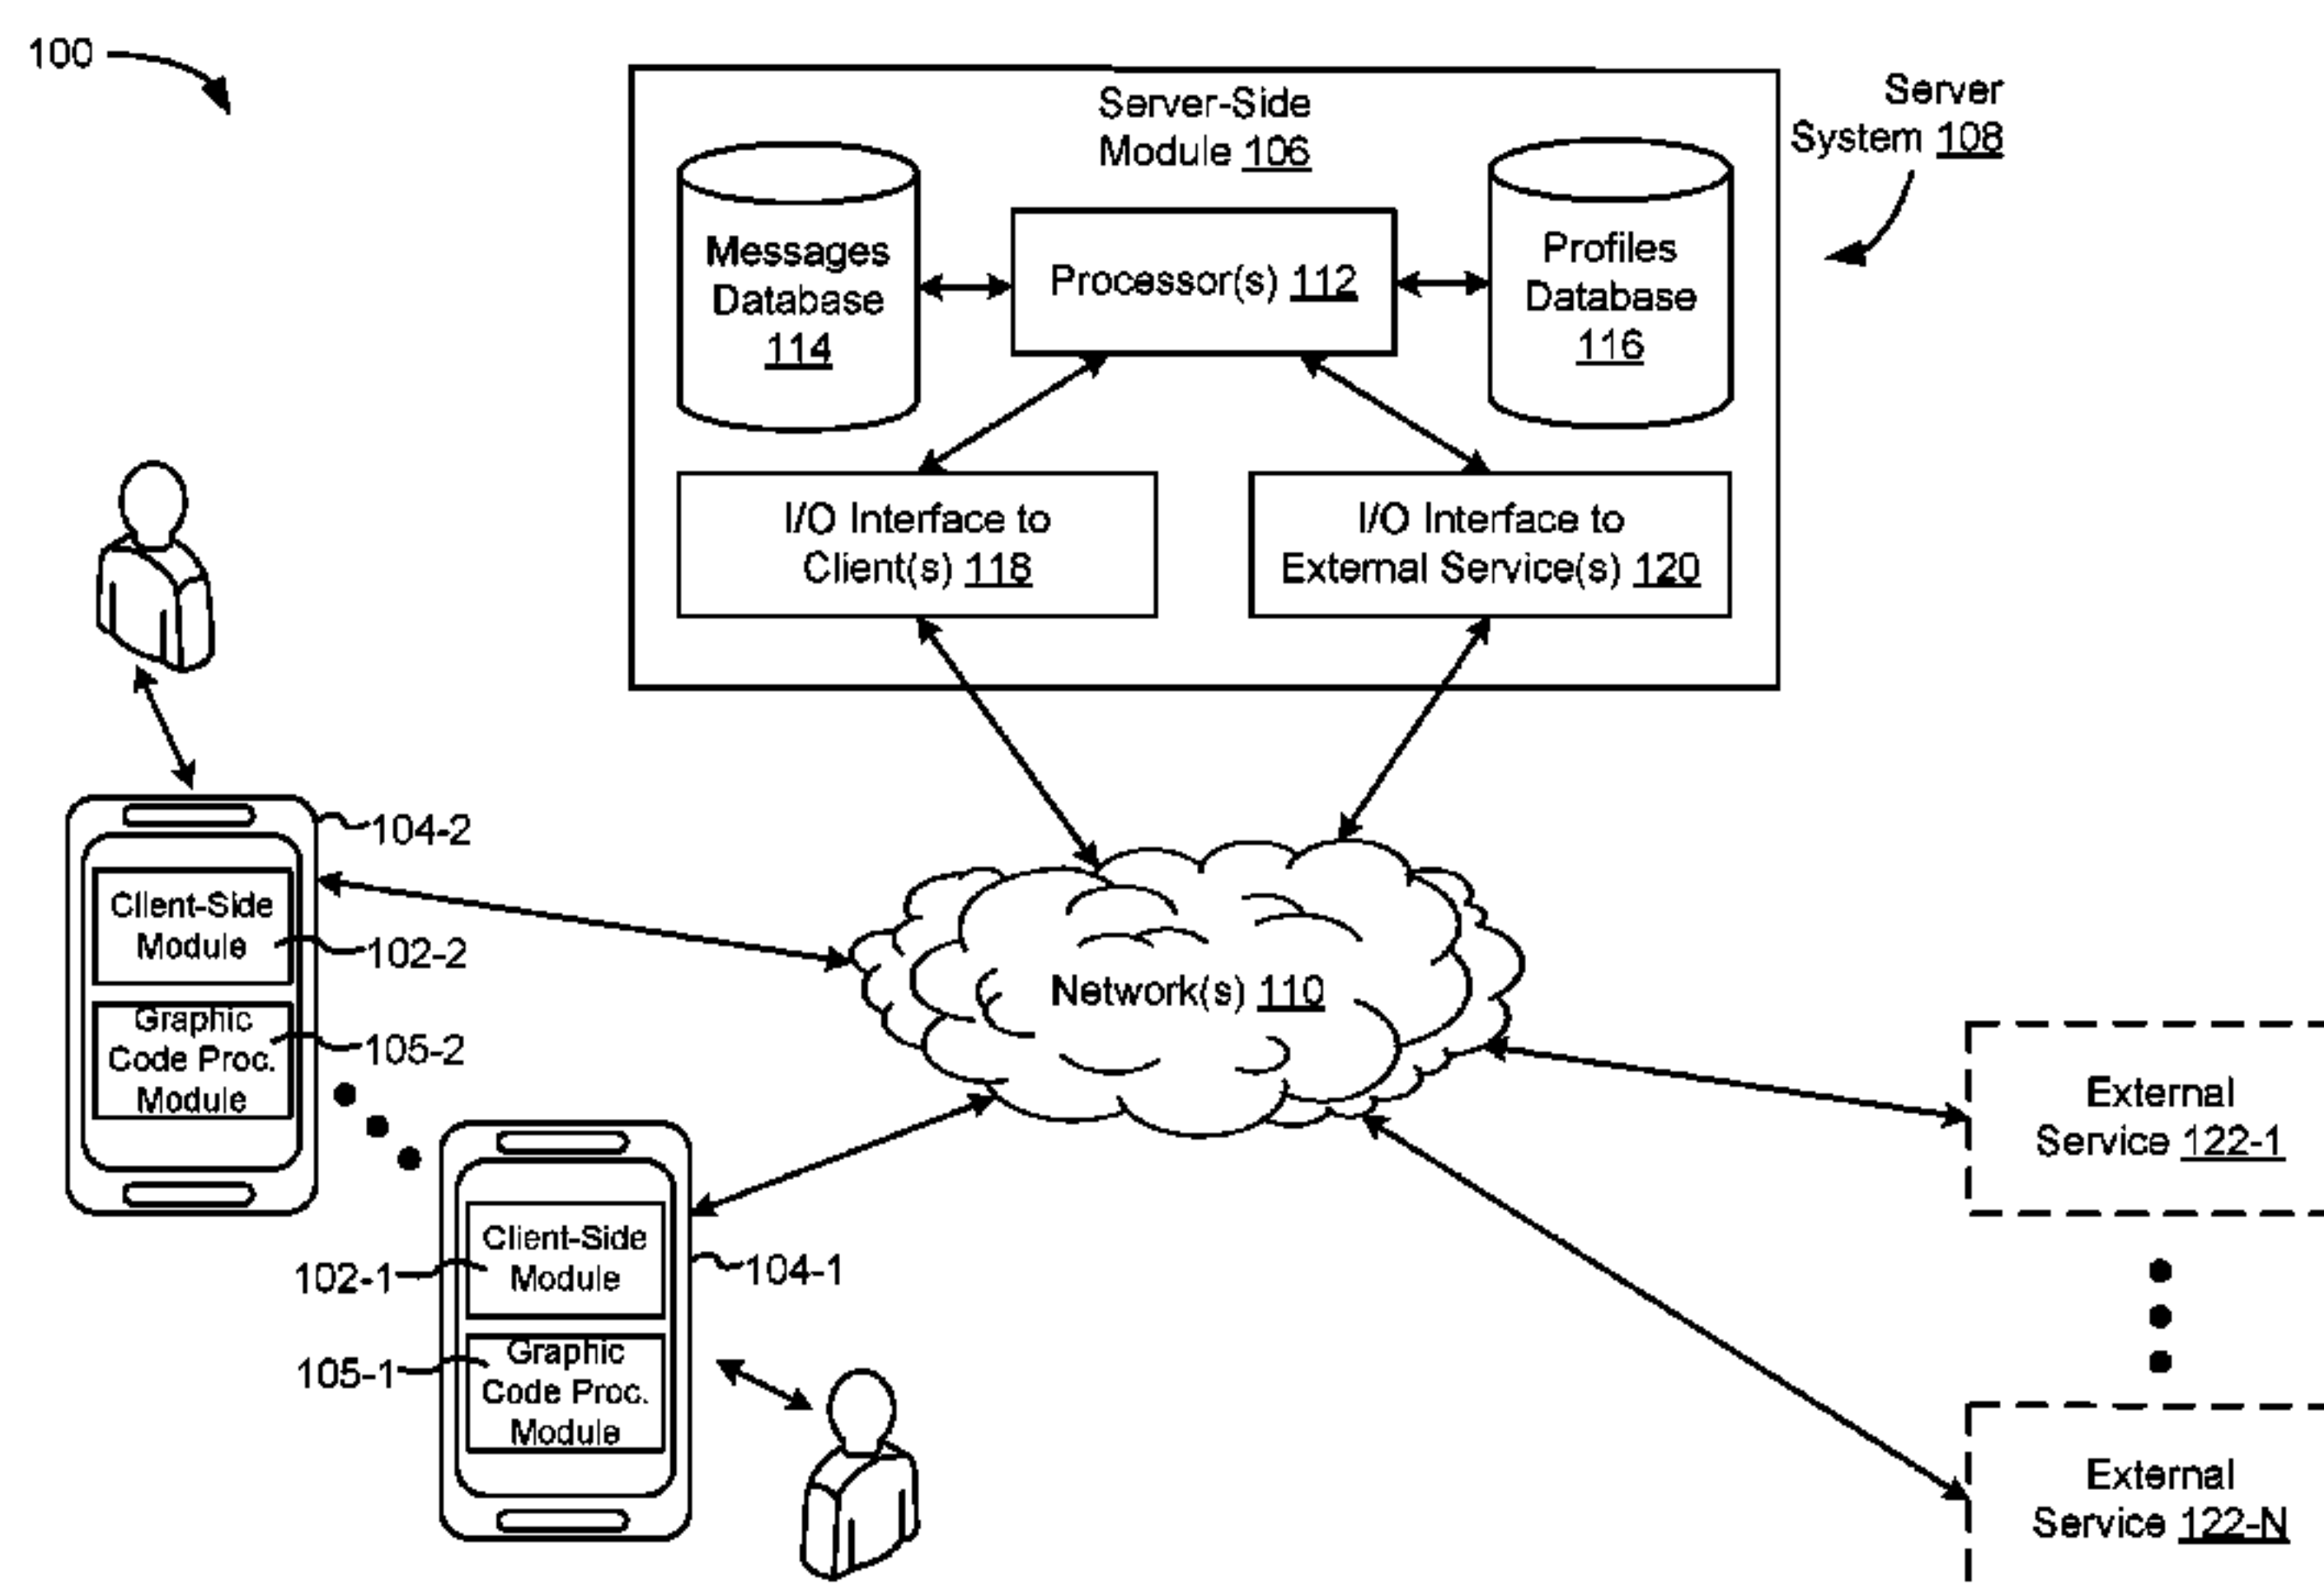 100
Server-Side
Module 106
Server
System 108
Messages
Database
114
Processor(s) 112
Profiles
Database
116
I/O Interface to
Client(s) 118
I/O Interface to
External Service(s) 120
104-2
Client-Side
Module
102-2
Graphic
Code Proc.
Module
105-2
Network(s) 110
External
Service 122-1
Client-Side
Module
102-1
104-1
Graphic
Code Proc.
Module
105-1
External
Service 122-N